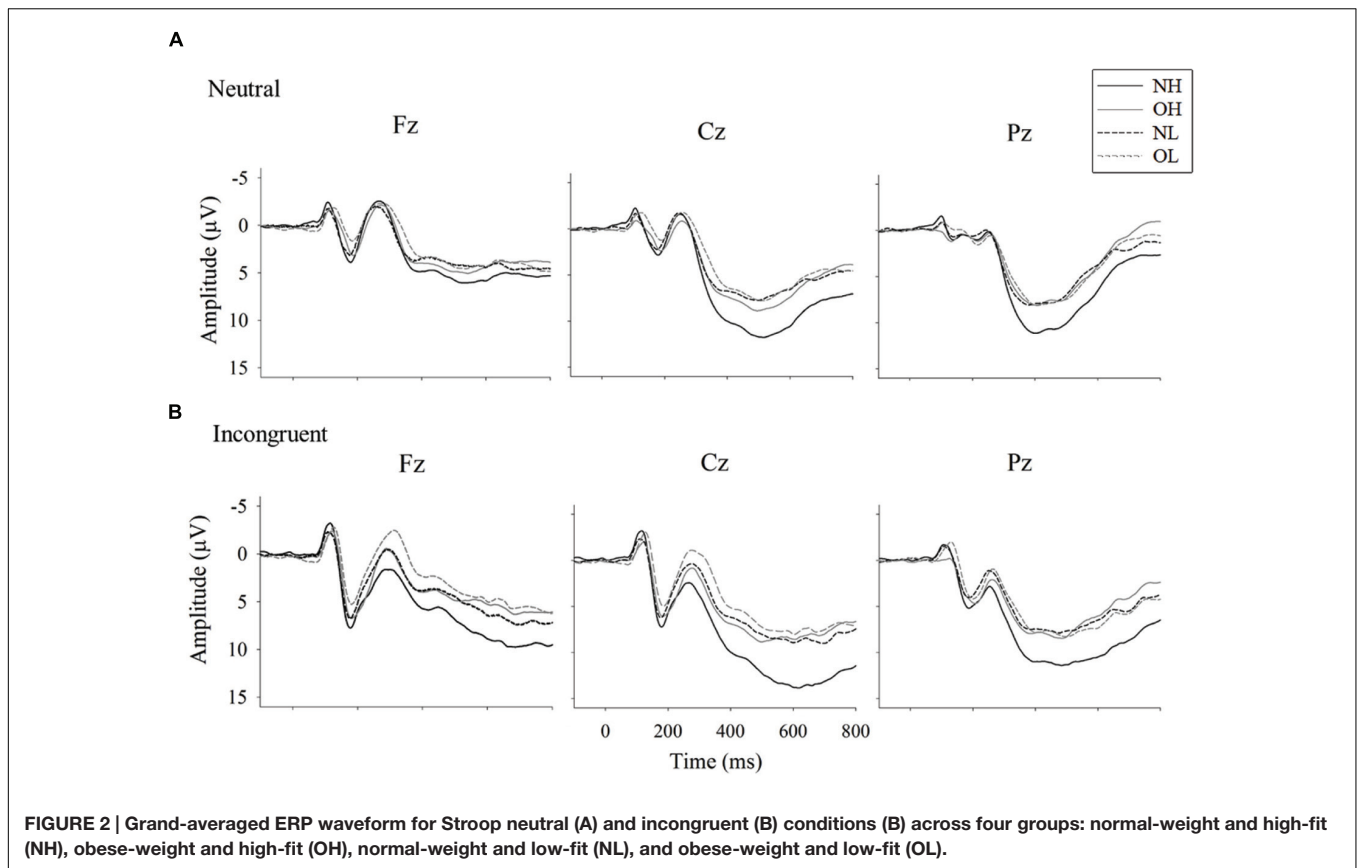 A
Neutral
Fz
Cz
Pz
NH
OH
NL
OL
Amplitude (µV)
-5
0
5
10
15
B
Incongruent
Fz
Cz
Pz
Amplitude (µV)
-5
0
5
10
15
0 200 400 600 800
Time (ms)
FIGURE 2 | Grand-averaged ERP waveform for Stroop neutral (A) and incongruent (B) conditions (B) across four groups: normal-weight and high-fit
(NH), obese-weight and high-fit (OH), normal-weight and low-fit (NL), and obese-weight and low-fit (OL).